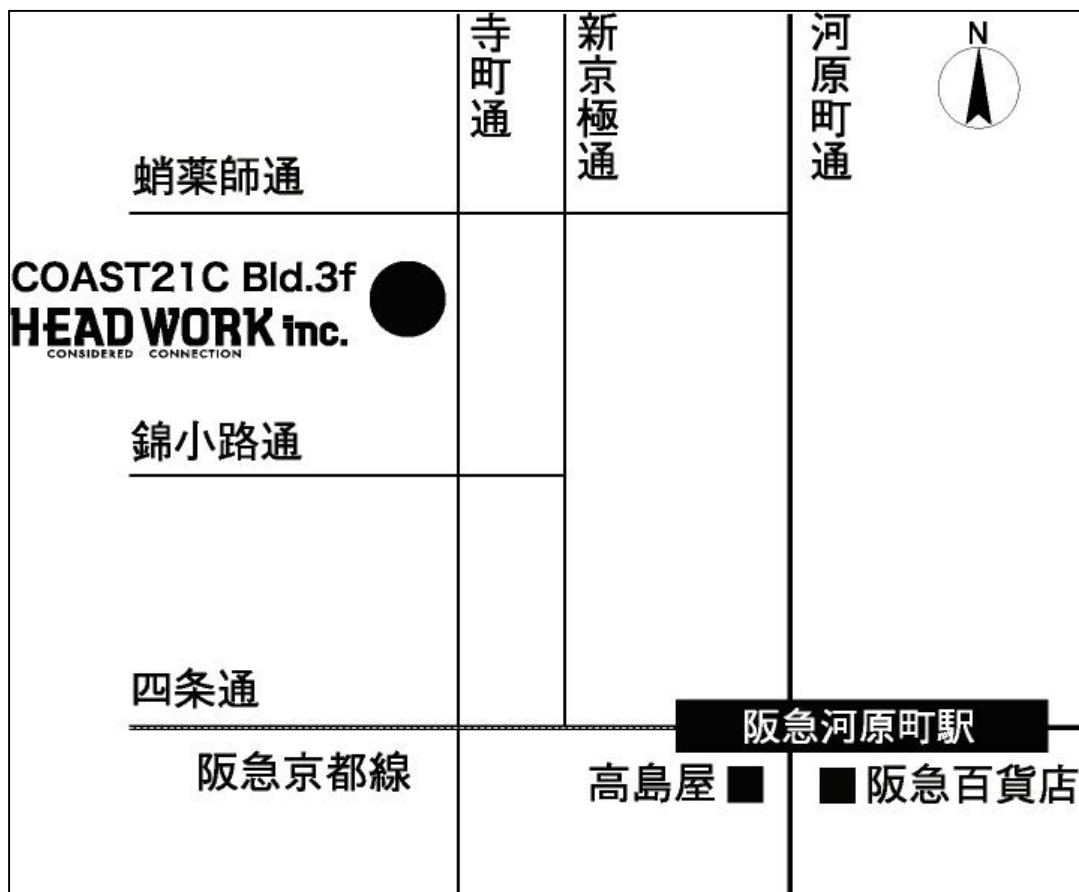 寺町通
新京極通
河原町通
N
蛸薬師通
COAST21C Bld.3f
HEAD WORK inc.
CONSIDERED CONNECTION
錦小路通
四条通
阪急河原町駅
阪急京都線
高島屋
阪急百貨店